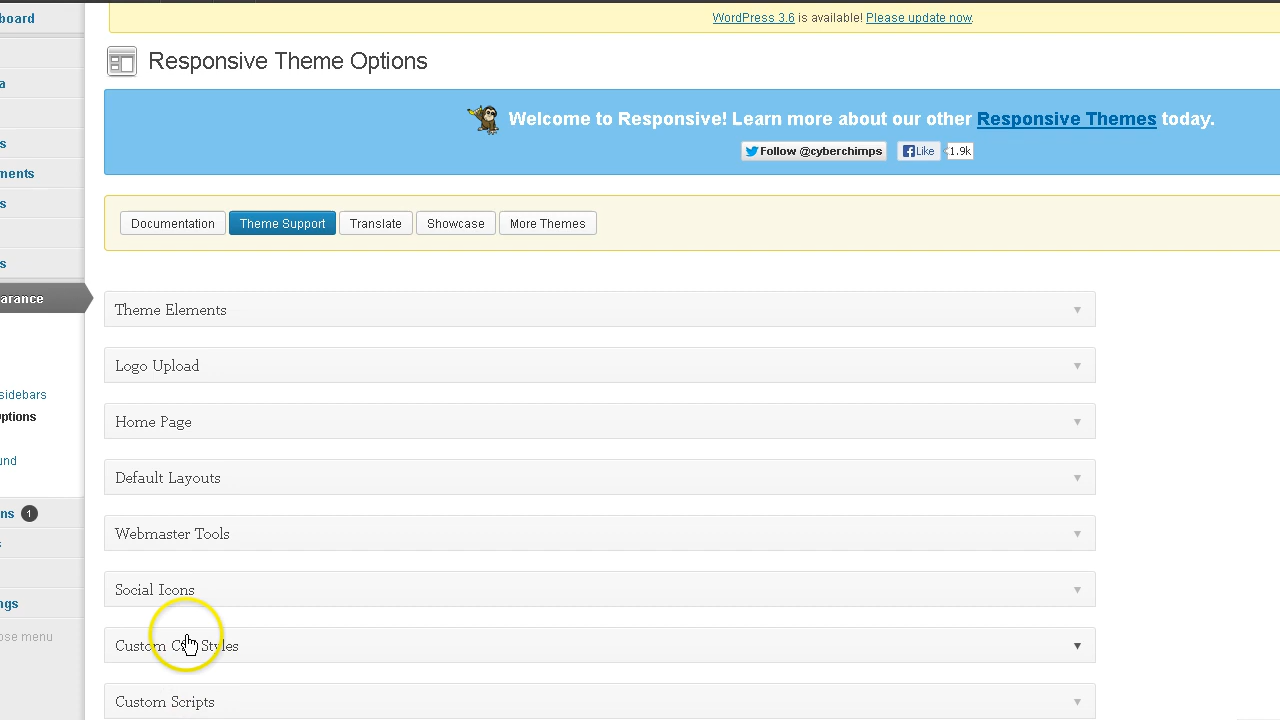 WordPress 3.6 is available! Please update now.
Responsive Theme Options
Welcome to Responsive! Learn more about our other Responsive Themes today.
Follow @cyberchimps Like 1.9k
Documentation Theme Support Translate Showcase More Themes
Theme Elements
Logo Upload
Home Page
Default Layouts
Webmaster Tools
Social Icons
Custom CSS Styles
Custom Scripts
board
a
s
ments
s
s
arance
sidebars
ptions
und
ns 1
s
ngs
ose menu